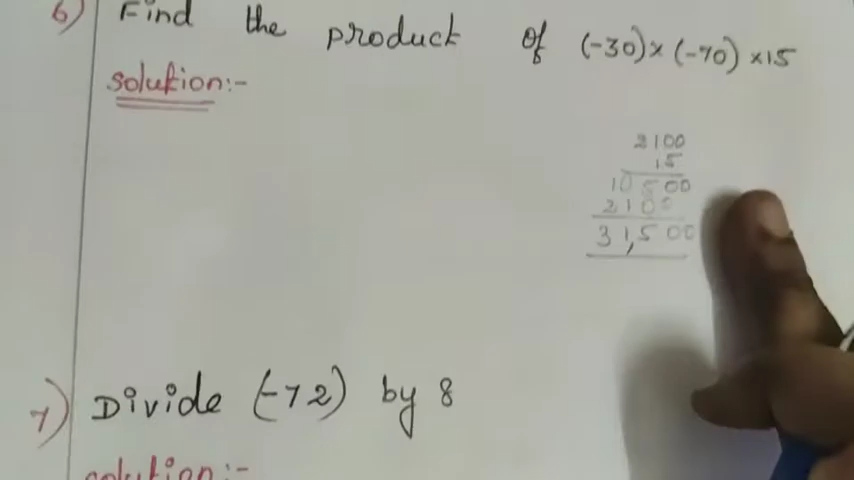 6) Find the product of (-30)×(-70)×15
Solution:-
2100
15
10500
2100
31,500
7) Divide (-72) by 8
Solution:-